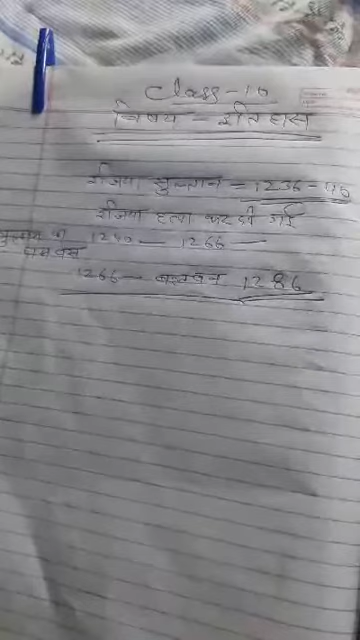 Class-10
विषय - इतिहास
रजिया सुल्तान = 1236-40
रजिया हत्या कर दी गई
1240 - 1266 -
1266 - बलबन 1286